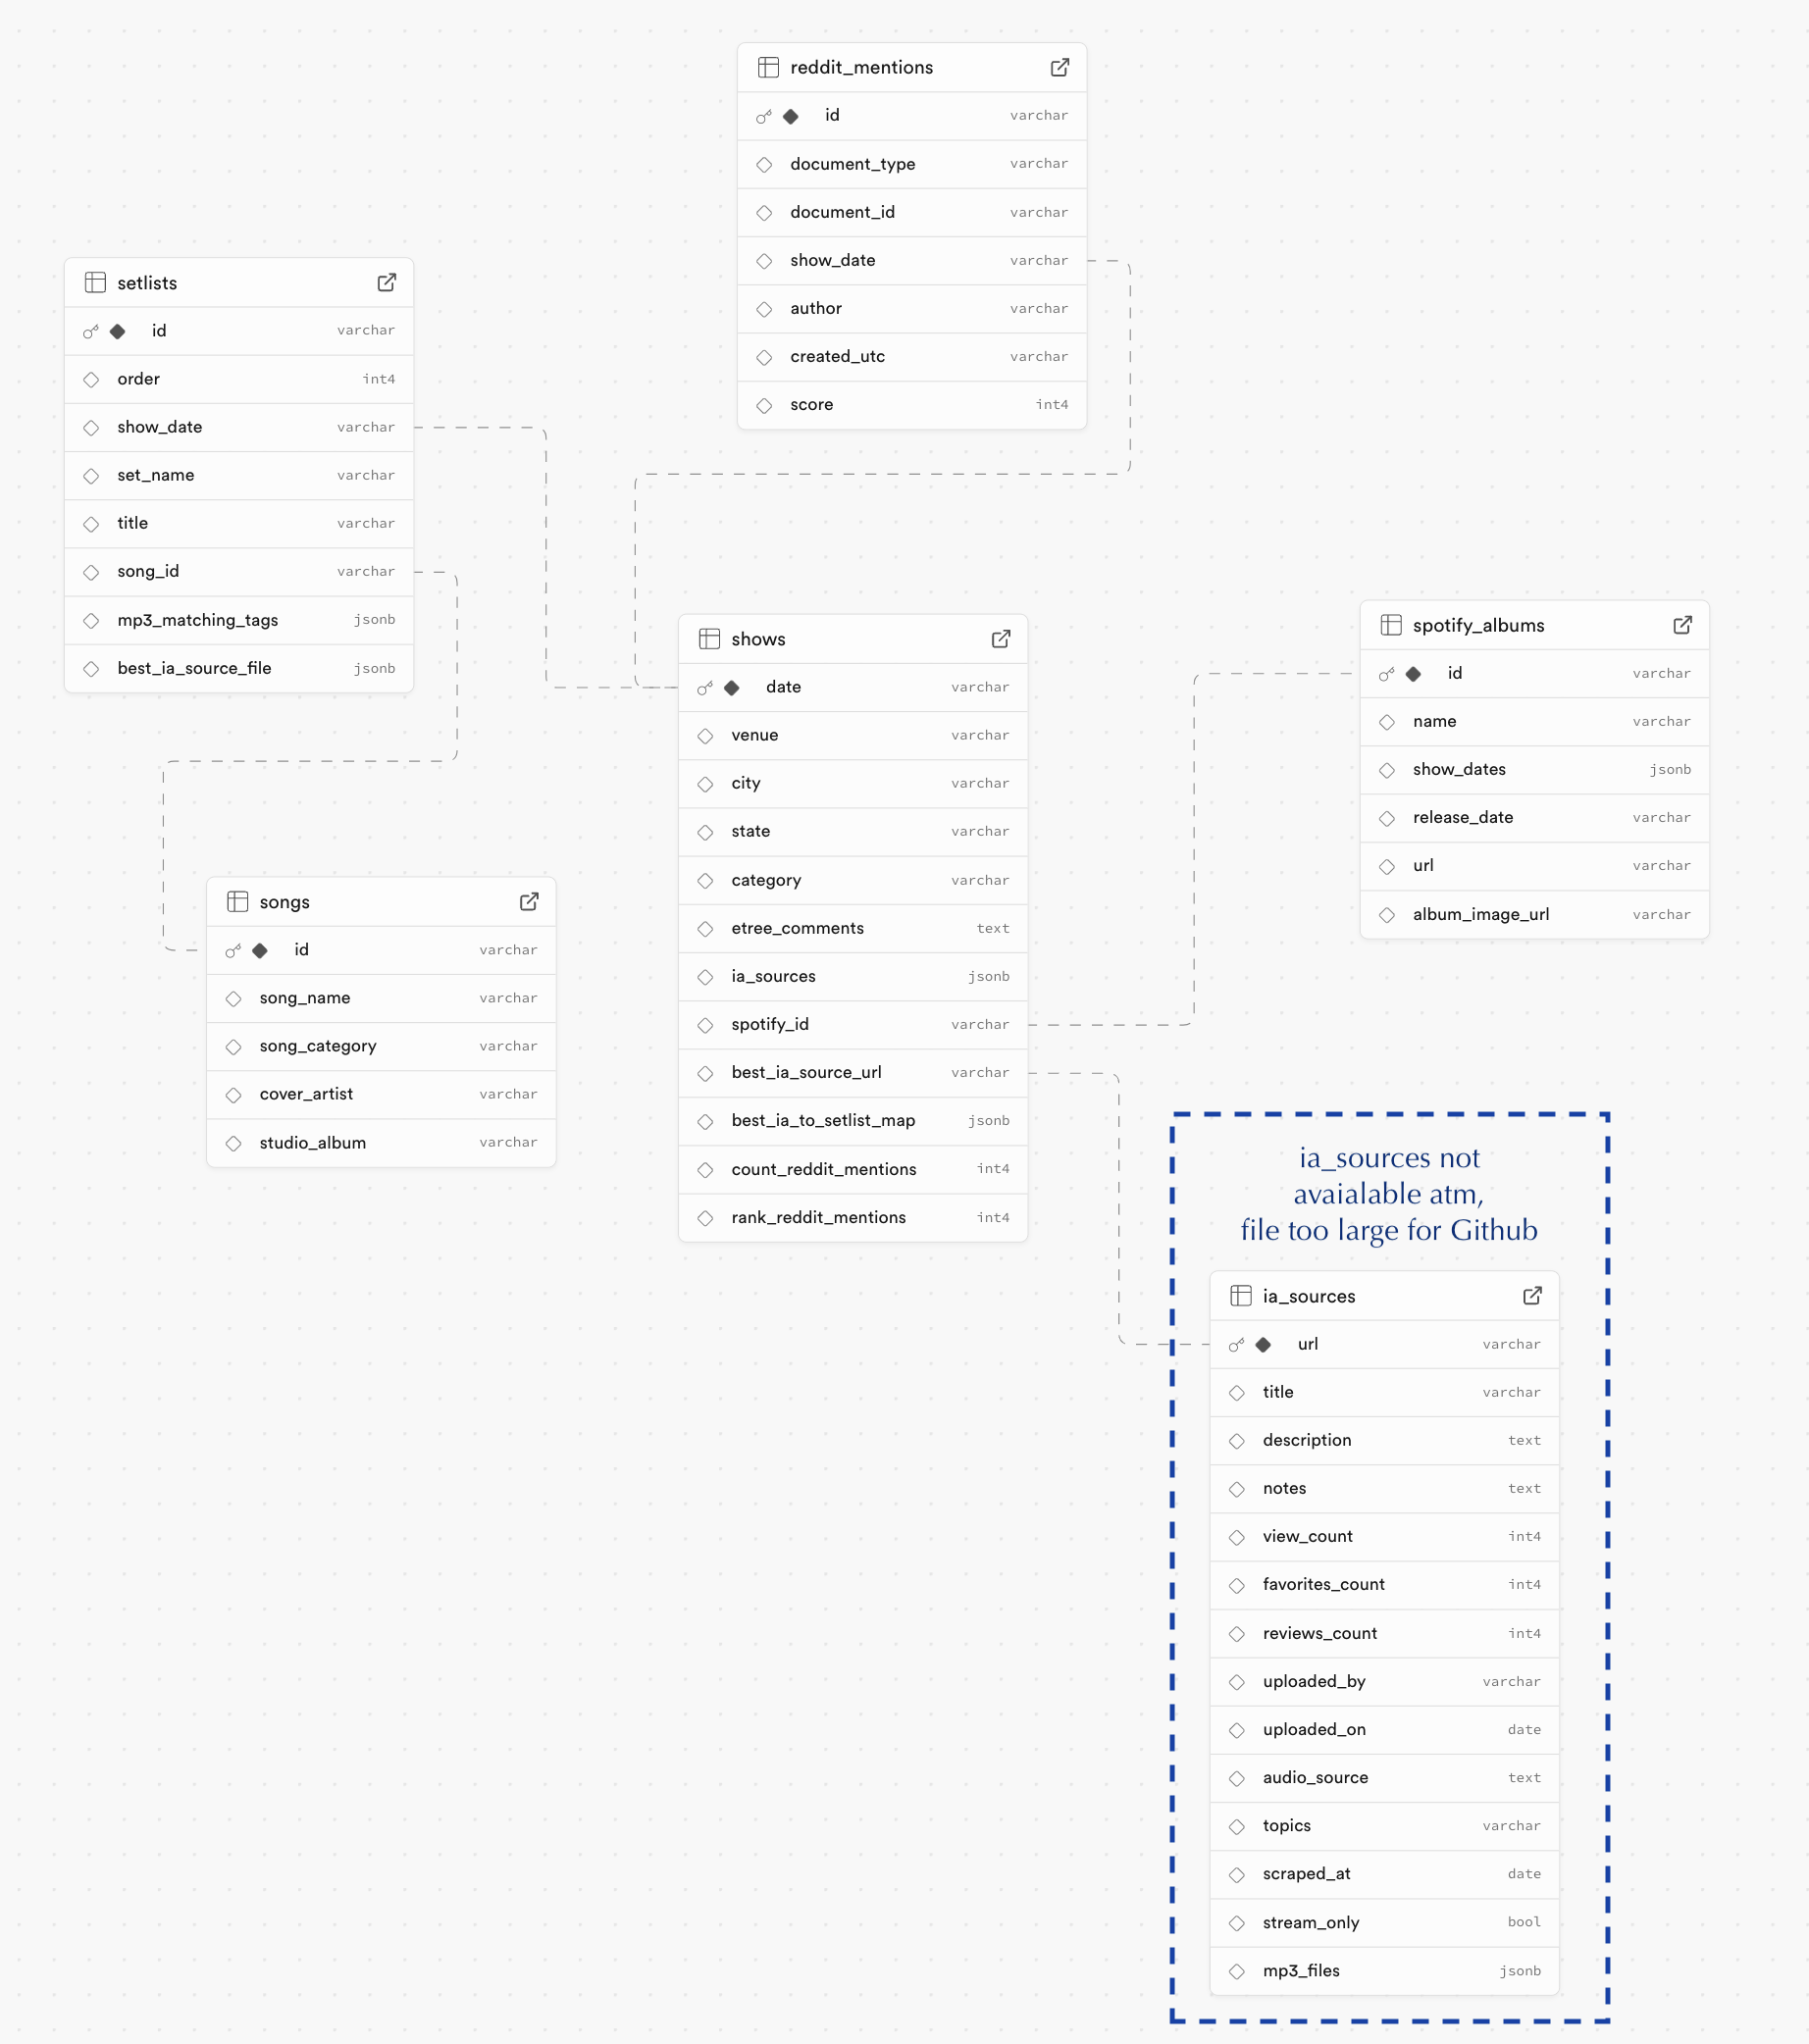 reddit_mentions
id varchar
document_type varchar
document_id varchar
show_date varchar
author varchar
created_utc varchar
score int4
setlists
id varchar
order int4
show_date varchar
set_name varchar
title varchar
song_id varchar
mp3_matching_tags jsonb
best_ia_source_file jsonb
shows
date varchar
venue varchar
city varchar
state varchar
category varchar
etree_comments text
ia_sources jsonb
spotify_id varchar
best_ia_source_url varchar
best_ia_to_setlist_map jsonb
count_reddit_mentions int4
rank_reddit_mentions int4
spotify_albums
id varchar
name varchar
show_dates jsonb
release_date varchar
url varchar
album_image_url varchar
songs
id varchar
song_name varchar
song_category varchar
cover_artist varchar
studio_album varchar
ia_sources not
avaialable atm,
file too large for Github
ia_sources
url varchar
title varchar
description text
notes text
view_count int4
favorites_count int4
reviews_count int4
uploaded_by varchar
uploaded_on date
audio_source text
topics varchar
scraped_at date
stream_only bool
mp3_files jsonb